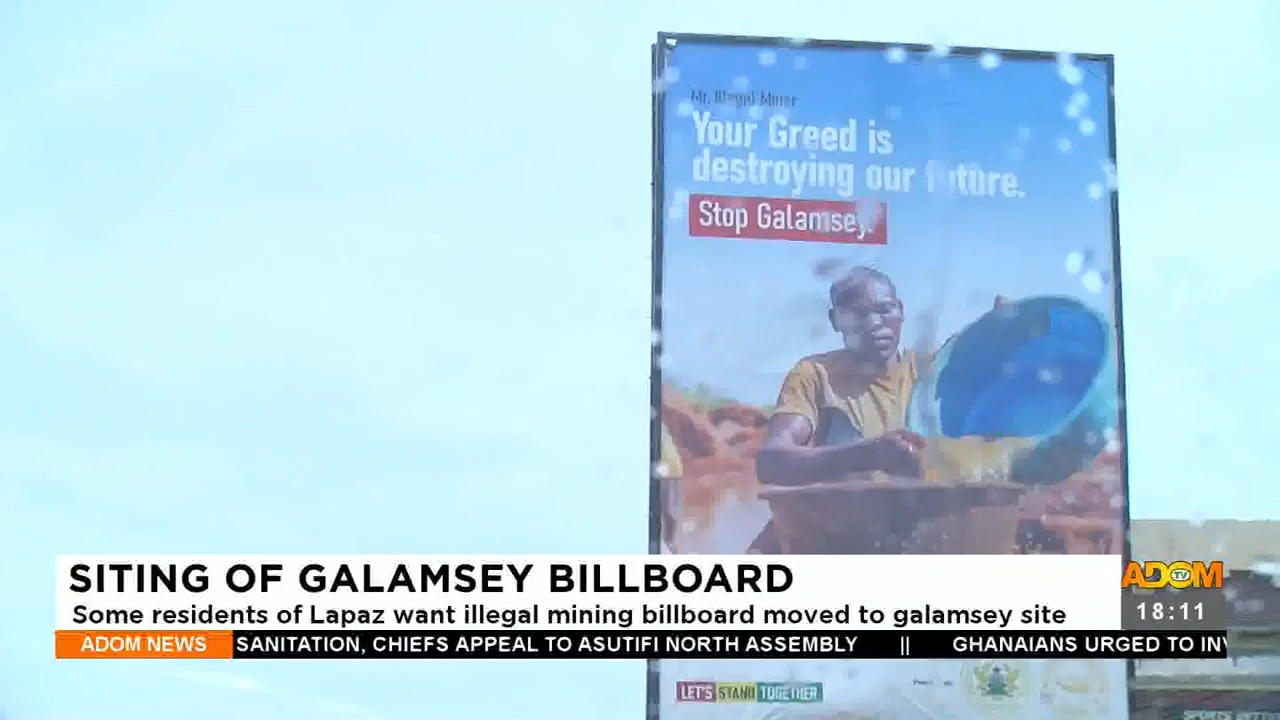 Mr. Illegal Miner
Your Greed is
destroying our future.
Stop Galamsey.
SITING OF GALAMSEY BILLBOARD
Some residents of Lapaz want illegal mining billboard moved to galamsey site
ADOM TV
18:11
ADOM NEWS
SANITATION, CHIEFS APPEAL TO ASUTIFI NORTH ASSEMBLY || GHANAIANS URGED TO
LET'S STAND TOGETHER